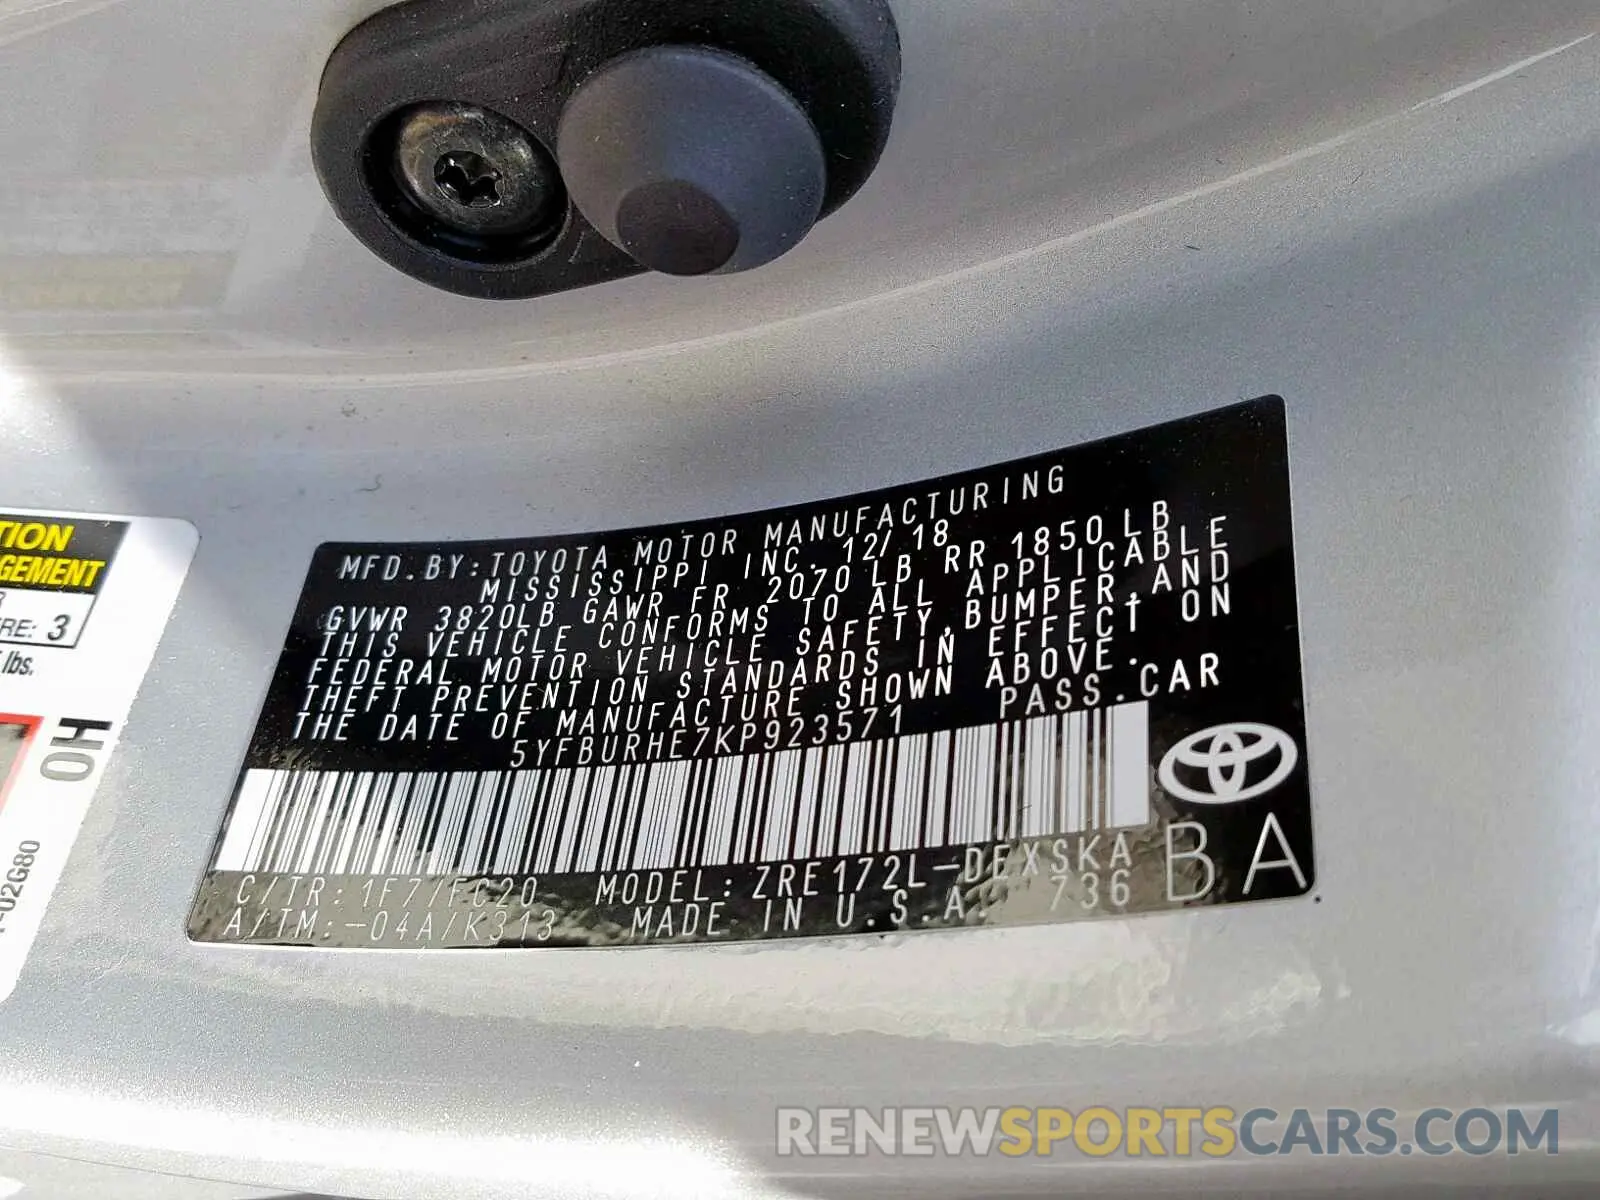 MFD.BY:TOYOTA MOTOR MANUFACTURING
MISSISSIPPI INC. 12/18
GVWR 3820LB GAWR FR 2070LB RR 1850LB
THIS VEHICLE CONFORMS TO ALL APPLICABLE
FEDERAL MOTOR VEHICLE SAFETY,BUMPER,AND
THEFT PREVENTION STANDARDS IN EFFECT ON
THE DATE OF MANUFACTURE SHOWN ABOVE.
5YFBURHE7KP923571 PASS.CAR
C/TR:1F7/FC20 MODEL:ZRE172L-DEXSKA
A/TM:-04A/K313 MADE IN U.S.A. 736
BA
TION
GEMENT
RE: 3
lbs.
OH
-02G80
RENEWSPORTSCARS.COM